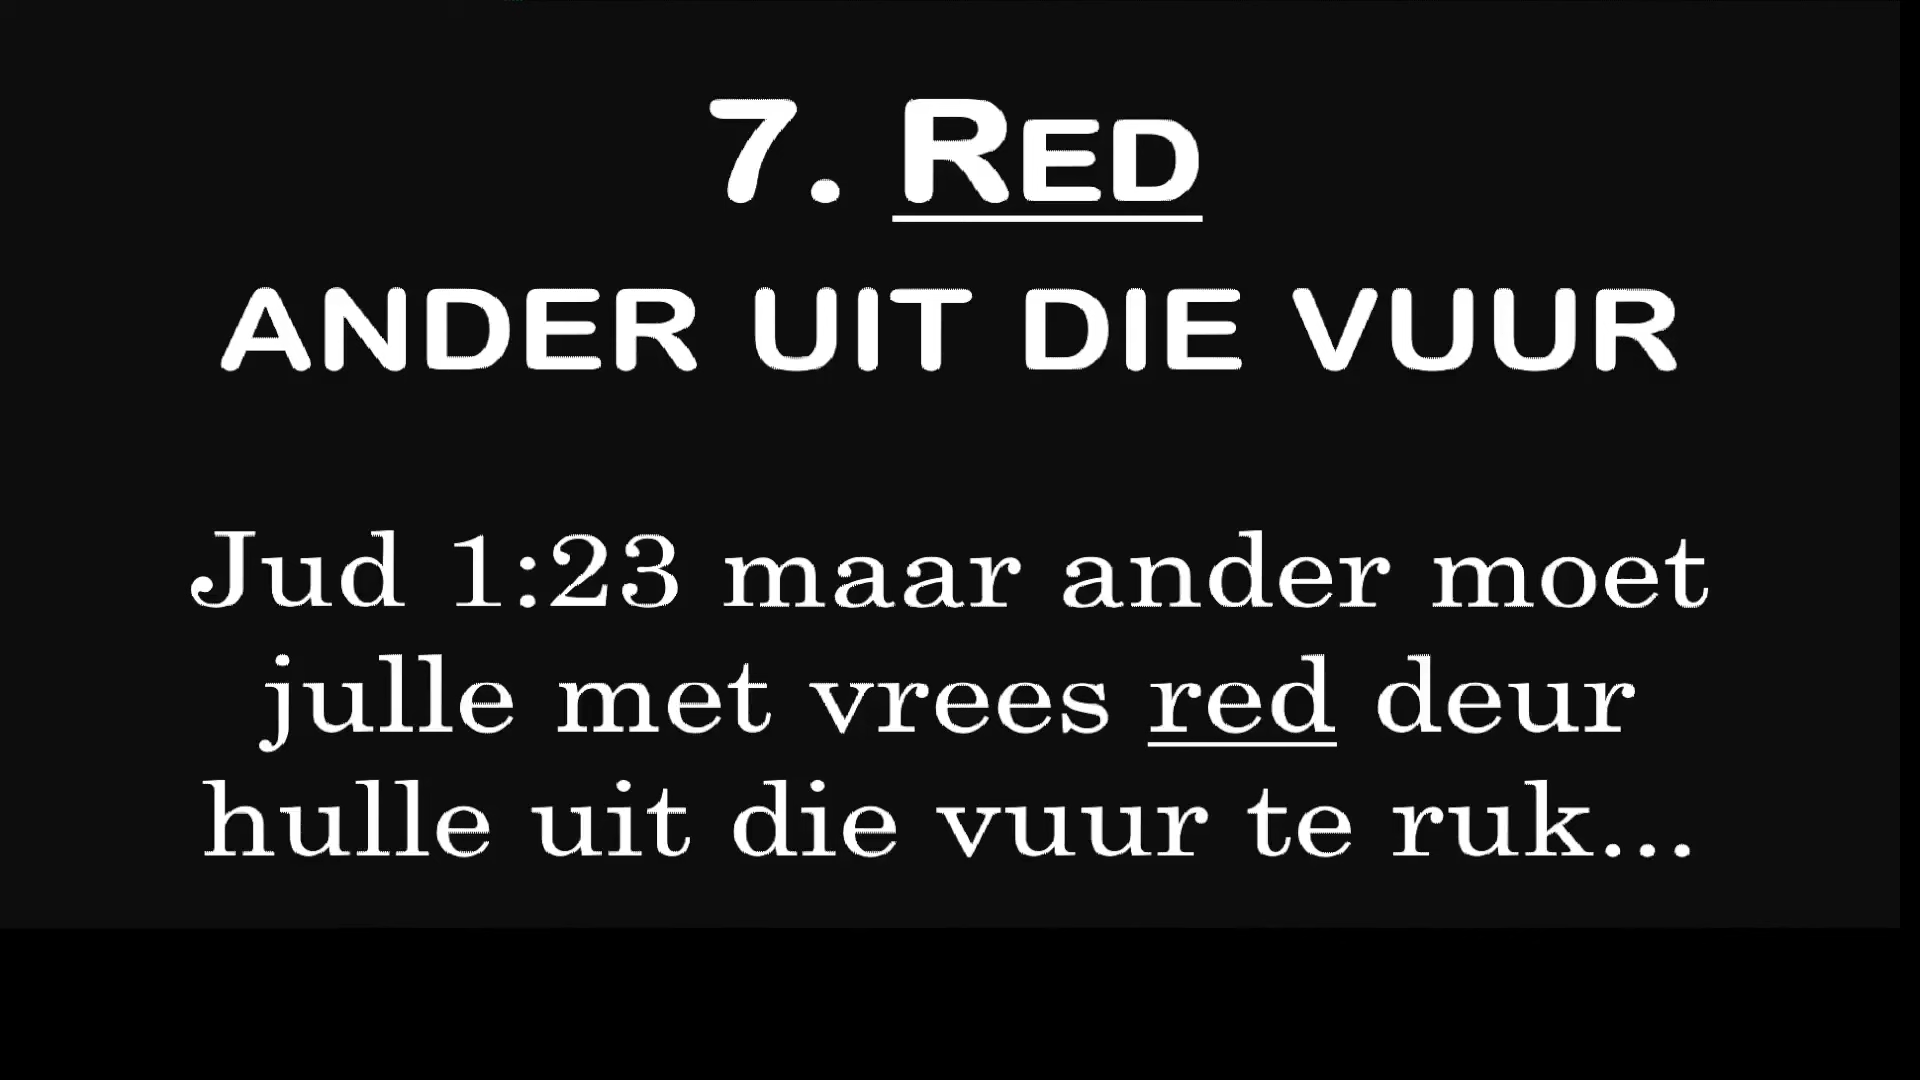 7. RED
ANDER UIT DIE VUUR
Jud 1:23 maar ander moet
julle met vrees red deur
hulle uit die vuur te ruk...